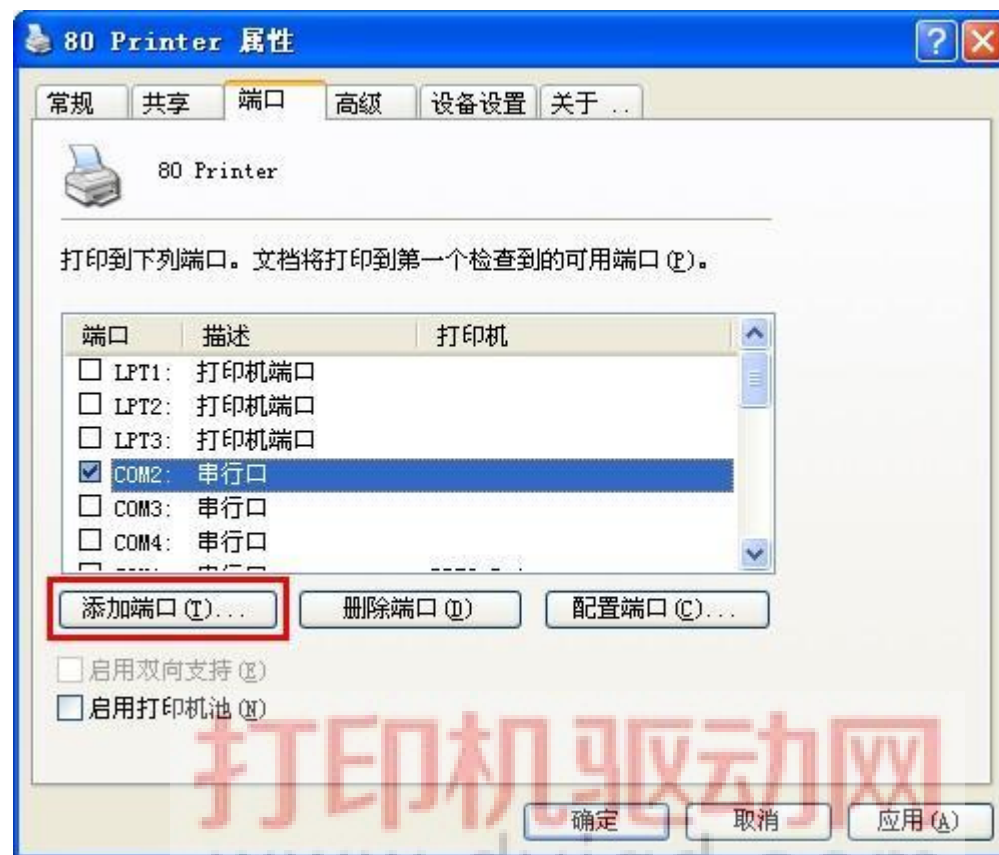 80 Printer 属性
常规 共享 端口 高级 设备设置 关于 ..
80 Printer
打印到下列端口。文档将打印到第一个检查到的可用端口(P)。
端口 描述 打印机
LPT1: 打印机端口
LPT2: 打印机端口
LPT3: 打印机端口
COM2: 串行口
COM3: 串行口
COM4: 串行口
添加端口(T)... 删除端口(D) 配置端口(C)...
启用双向支持(E)
启用打印机池(N)
打印机驱动网
确定 取消 应用(A)